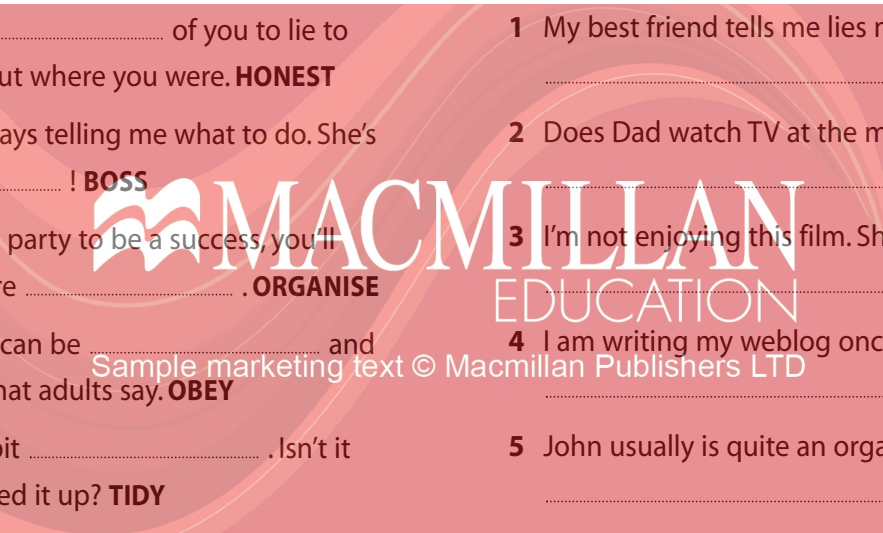 of you to lie to
ut where you were. HONEST
ays telling me what to do. She's
! BOSS
party to be a success, you'll
re . ORGANISE
can be and
hat adults say. OBEY
bit . Isn't it
ed it up? TIDY
1 My best friend tells me lies
2 Does Dad watch TV at the m
3 I'm not enjoying this film. Sh
4 I am writing my weblog onc
5 John usually is quite an orga
MACMILLAN
EDUCATION
Sample marketing text © Macmillan Publishers LTD